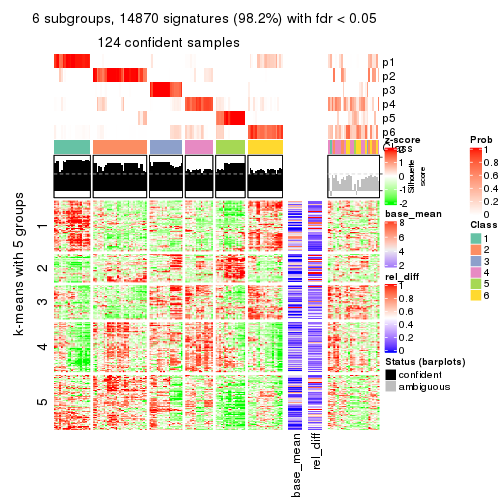 6 subgroups, 14870 signatures (98.2%) with fdr < 0.05
124 confident samples
p1
p2
p3
p4
p5
p6
Class
Silhouette
score
k-means with 5 groups
1
2
3
4
5
base_mean
rel_diff
z-score
2
1
0
-1
-2
base_mean
8
6
4
2
rel_diff
1
0.8
0.6
0.4
0.2
0
Status (barplots)
confident
ambiguous
Prob
1
0.8
0.6
0.4
0.2
0
Class
1
2
3
4
5
6